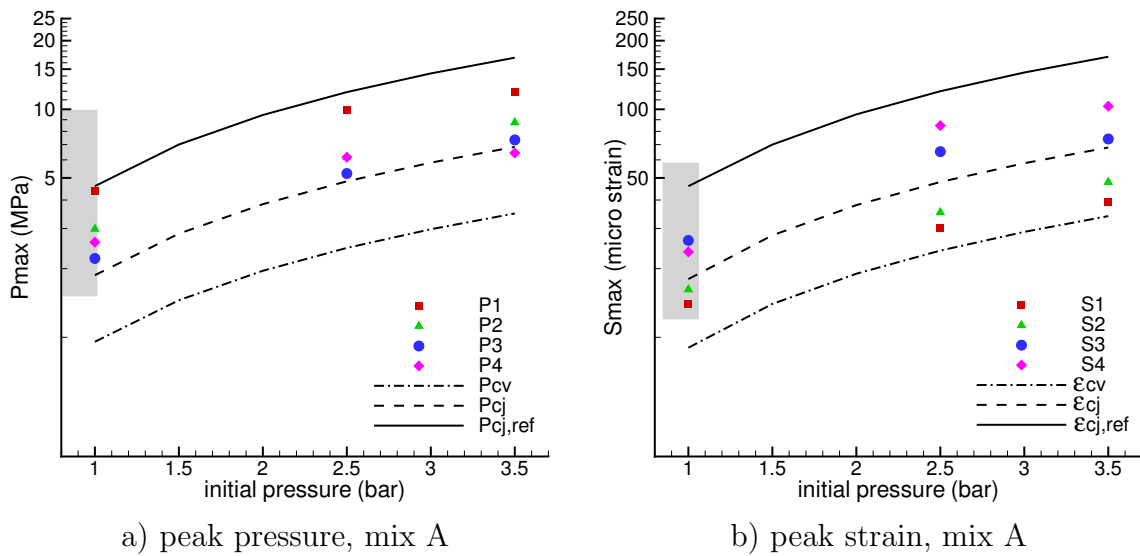 25
20
15
10
5
Pmax (MPa)
P1
P2
P3
P4
Pcv
Pcj
Pcj,ref
1
1.5
2
2.5
3
3.5
initial pressure (bar)
a) peak pressure, mix A
250
200
150
100
50
Smax (micro strain)
S1
S2
S3
S4
εcv
εcj
εcj,ref
1
1.5
2
2.5
3
3.5
initial pressure (bar)
b) peak strain, mix A